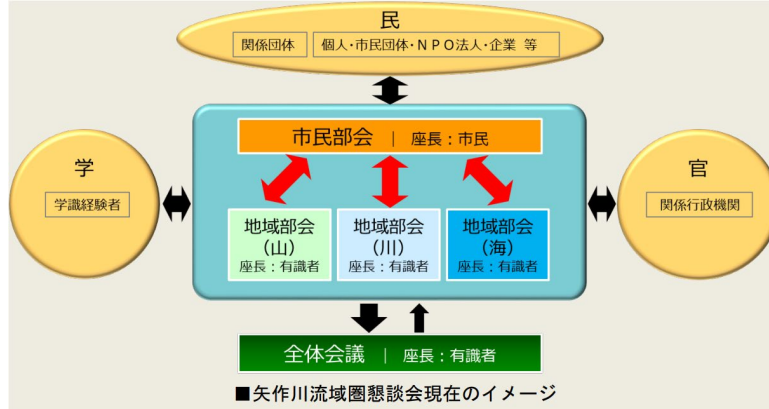 民
関係団体
個人・市民団体・NPO法人・企業 等
市民部会 | 座長：市民
学
学識経験者
官
関係行政機関
地域部会
(山)
座長：有識者
地域部会
(川)
座長：有識者
地域部会
(海)
座長：有識者
全体会議 | 座長：有識者
■矢作川流域圏懇談会現在のイメージ